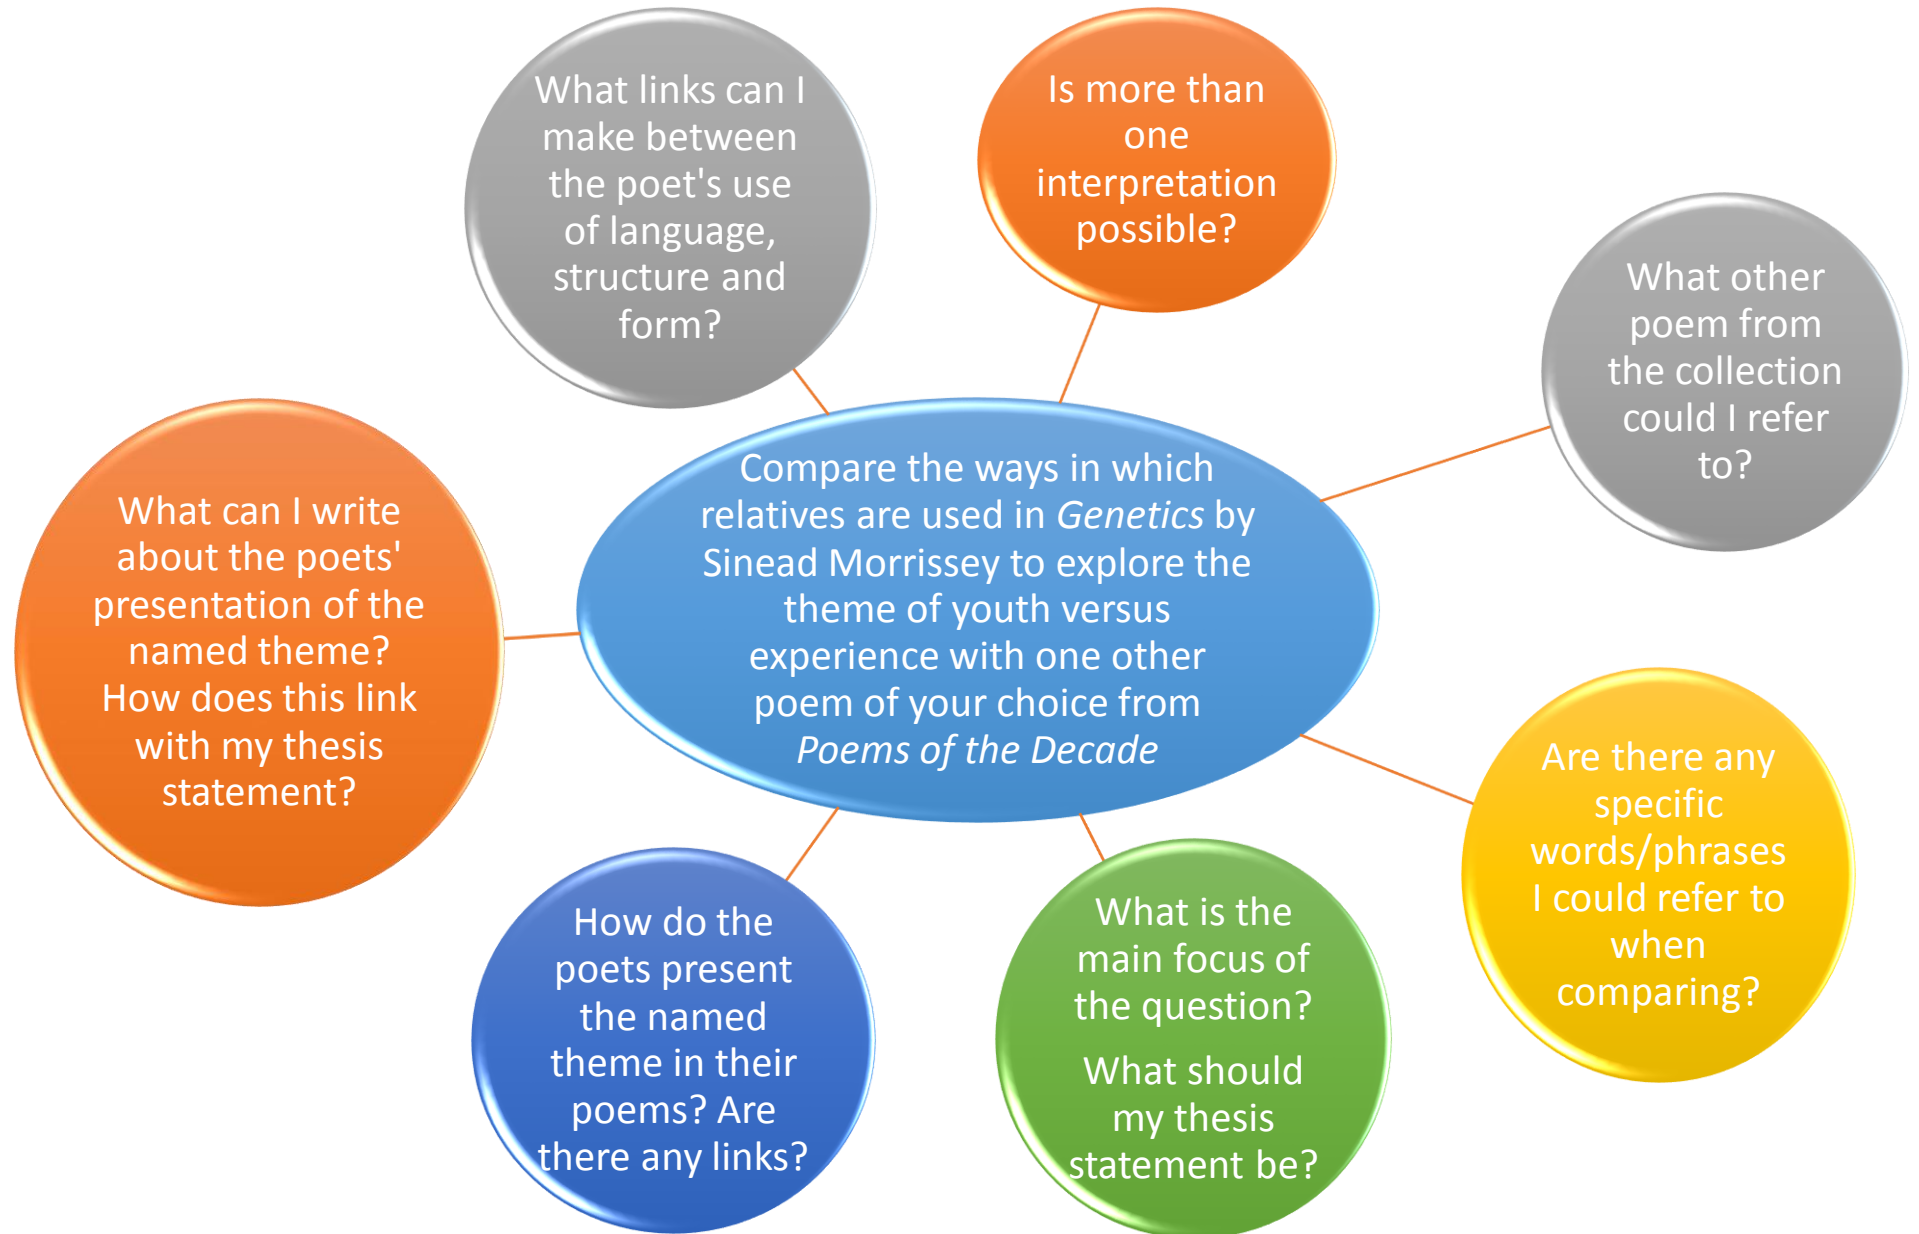 What links can I
make between
the poet's use
of language,
structure and
form?
Is more than
one
interpretation
possible?
What other
poem from
the collection
could I refer
to?
Compare the ways in which
relatives are used in Genetics by
Sinead Morrissey to explore the
theme of youth versus
experience with one other
poem of your choice from
Poems of the Decade
What can I write
about the poets'
presentation of the
named theme?
How does this link
with my thesis
statement?
Are there any
specific
words/phrases
I could refer to
when
comparing?
How do the
poets present
the named
theme in their
poems? Are
there any links?
What is the
main focus of
the question?
What should
my thesis
statement be?